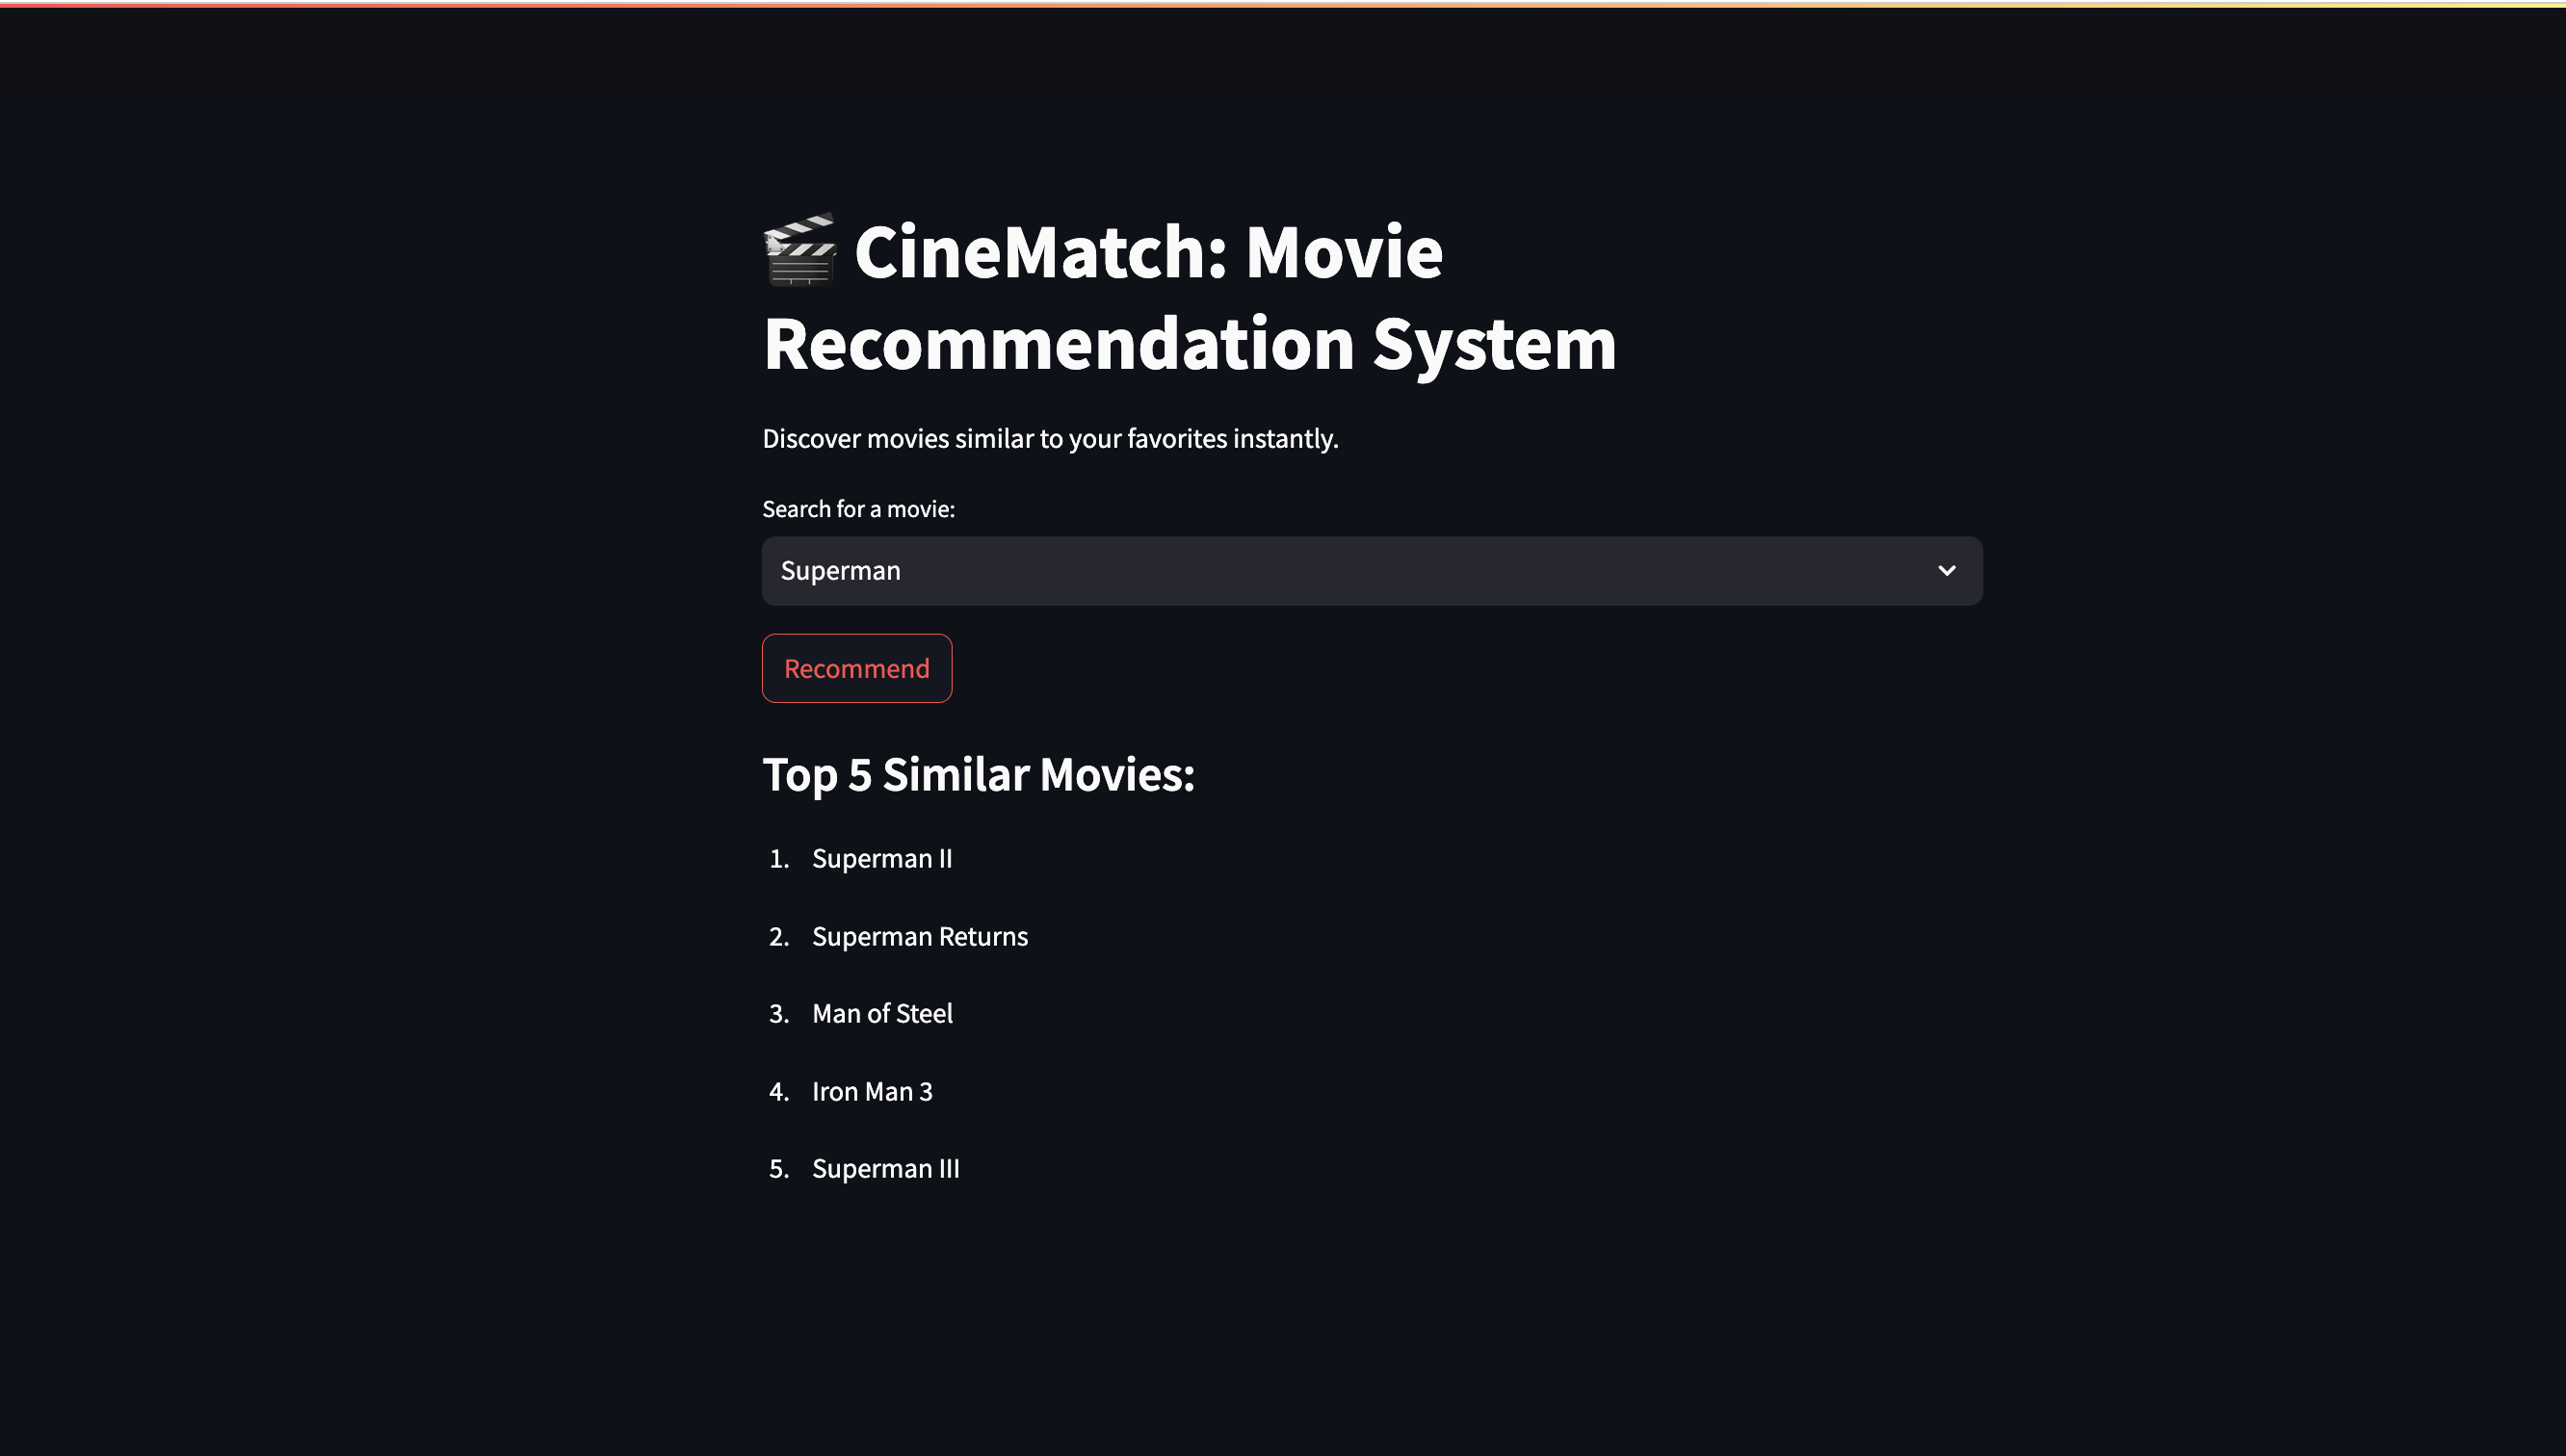 CineMatch: Movie
Recommendation System
Discover movies similar to your favorites instantly.
Search for a movie:
Superman
Recommend
Top 5 Similar Movies:
1. Superman II
2. Superman Returns
3. Man of Steel
4. Iron Man 3
5. Superman III